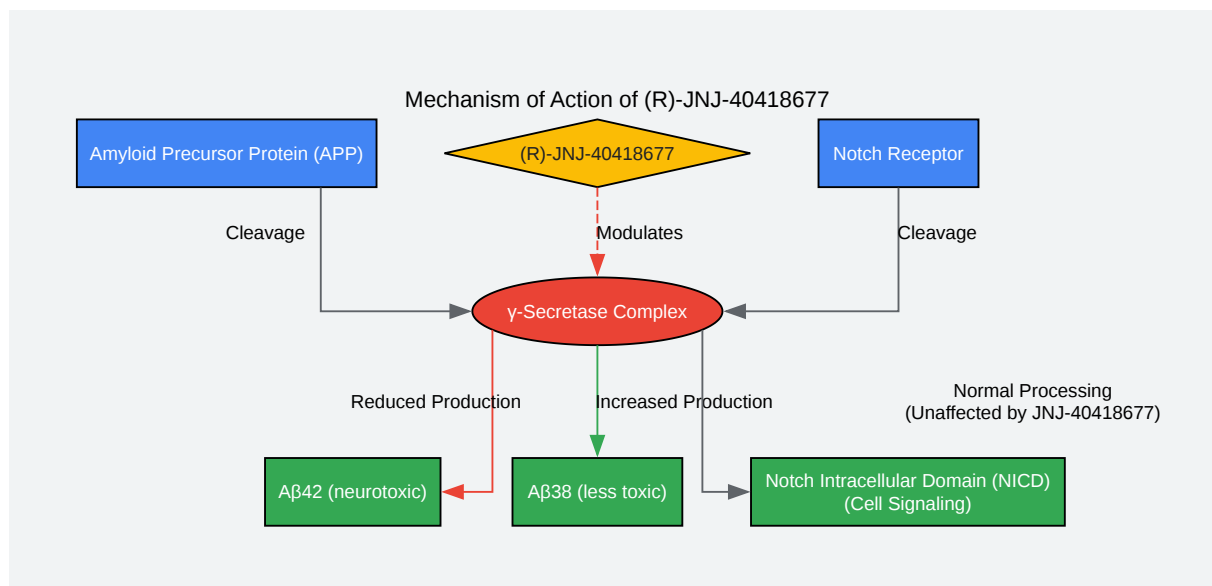 Mechanism of Action of (R)-JNJ-40418677
Amyloid Precursor Protein (APP)
(R)-JNJ-40418677
Notch Receptor
Cleavage
Modulates
Cleavage
γ-Secretase Complex
Reduced Production
Increased Production
Normal Processing
(Unaffected by JNJ-40418677)
Aβ42 (neurotoxic)
Aβ38 (less toxic)
Notch Intracellular Domain (NICD)
(Cell Signaling)